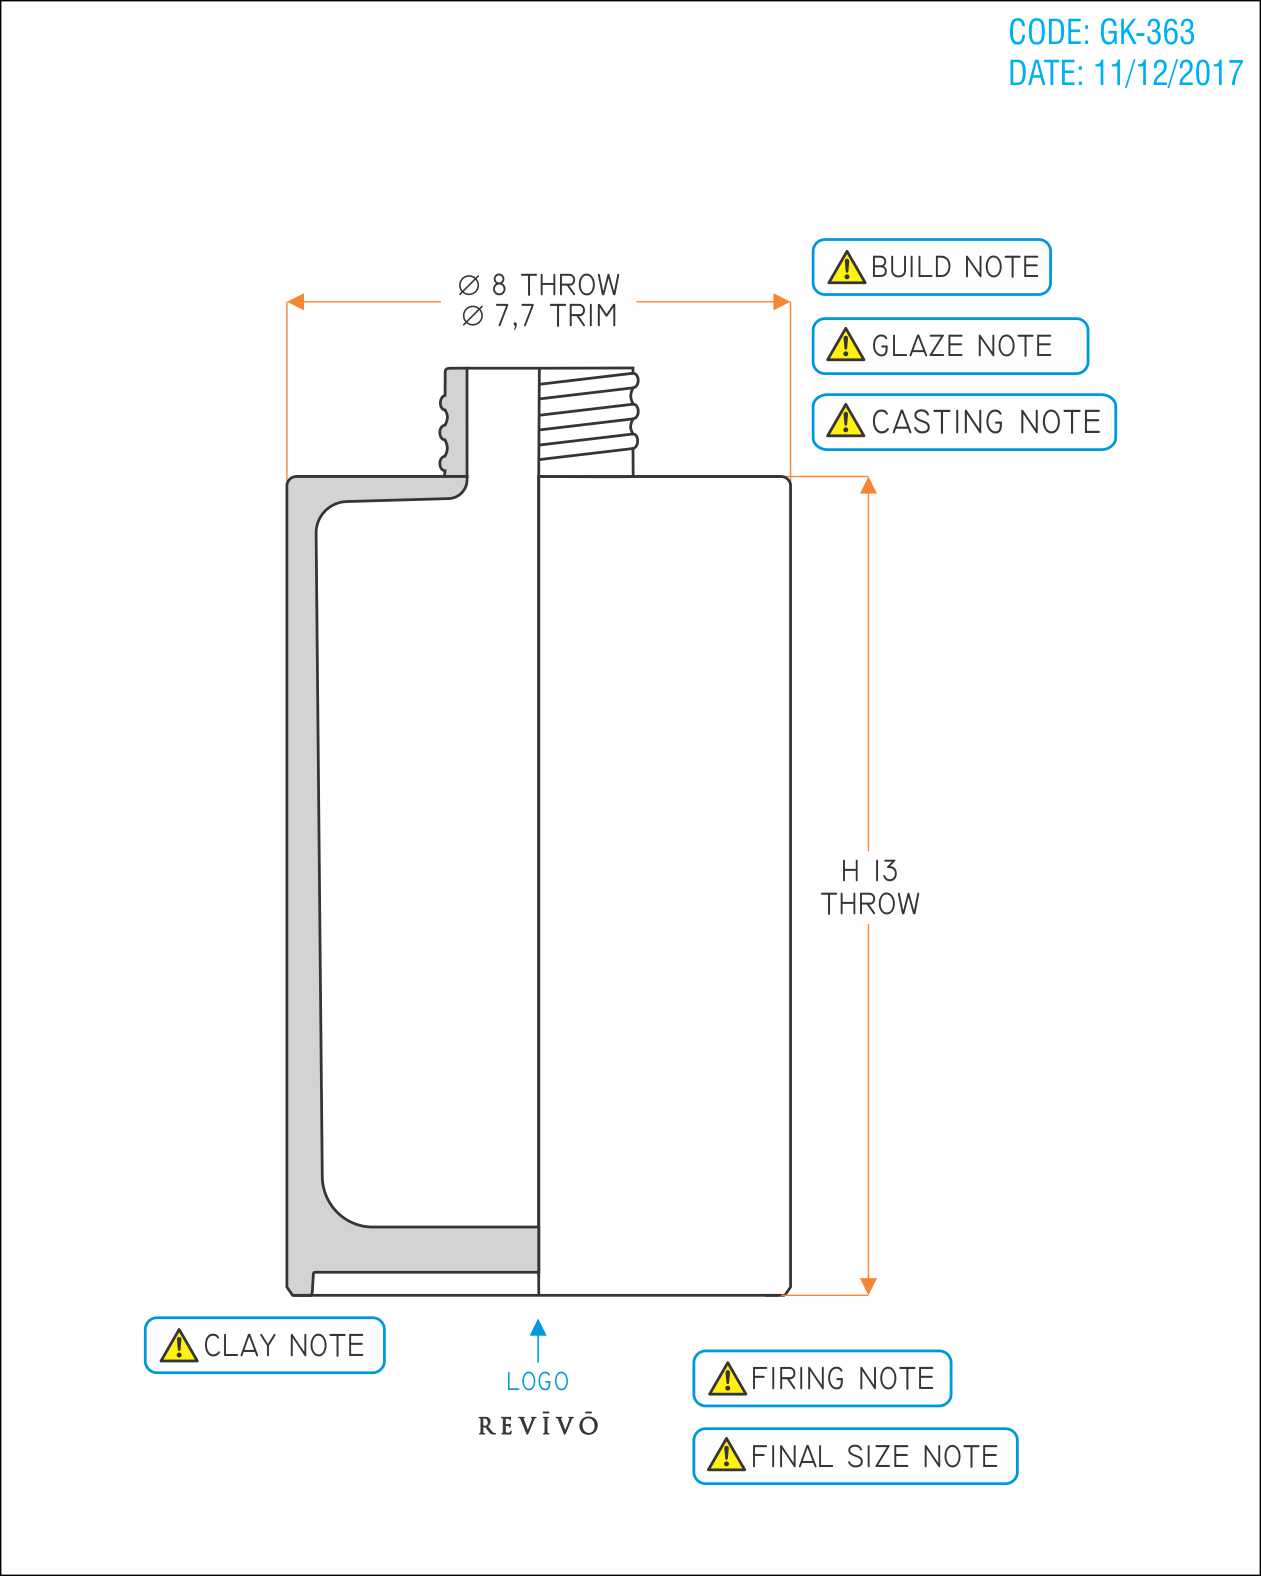 CODE: GK-363
DATE: 11/12/2017
BUILD NOTE
Ø 8 THROW
Ø 7,7 TRIM
GLAZE NOTE
CASTING NOTE
H 13
THROW
CLAY NOTE
LOGO
REVĪVŌ
FIRING NOTE
FINAL SIZE NOTE